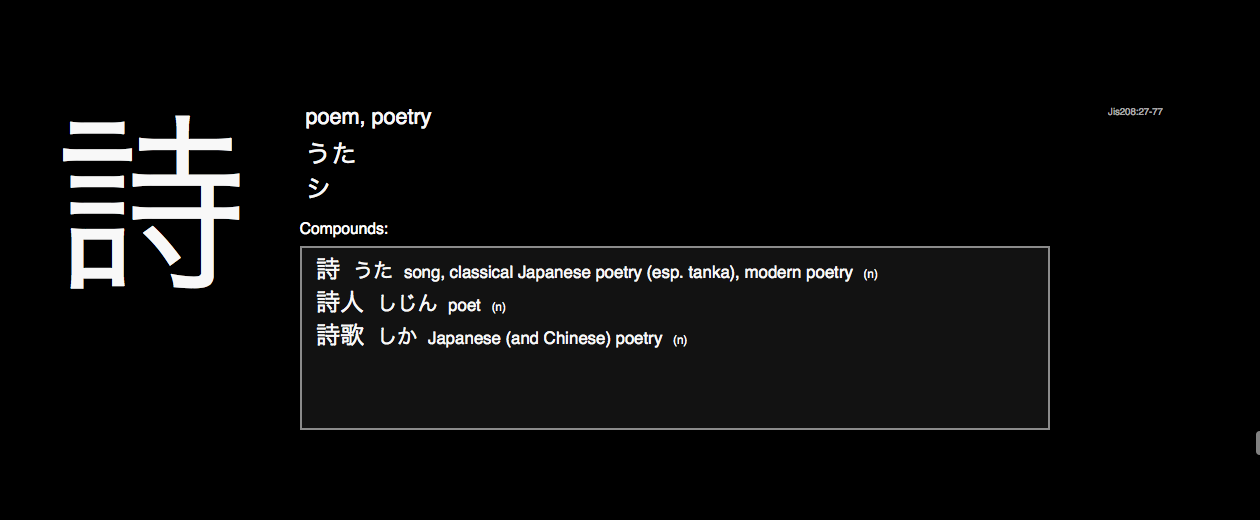 詩
poem, poetry
Jis208:27-77
うた
シ
Compounds:
詩 うた song, classical Japanese poetry (esp. tanka), modern poetry (n)
詩人 しじん poet (n)
詩歌 しか Japanese (and Chinese) poetry (n)